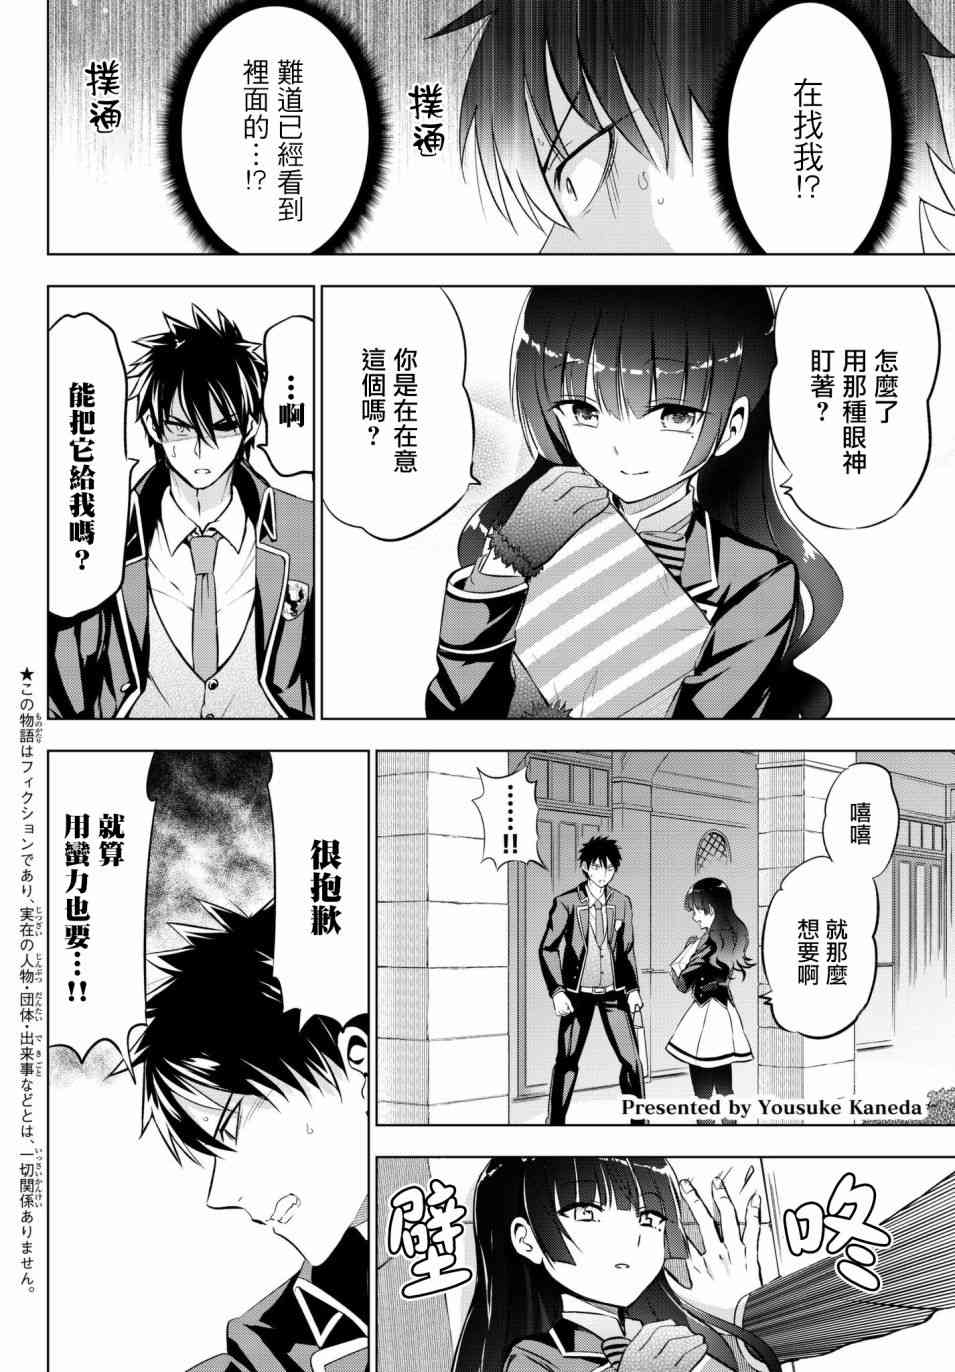 在找我!?
撲通
難道已經看到
裡面的…!?
撲通
怎麼了
用那種眼神
盯著?
你是在在意
這個嗎?
…啊
能把它給我嗎?
嘻嘻
就那麼
想要啊
……!!
Presented by Yousuke Kaneda
很抱歉
就算
用蠻力也要…!!
咚
壁
★この物語はフィクションであり、実在の人物・団体・出来事などとは、一切関係ありません。